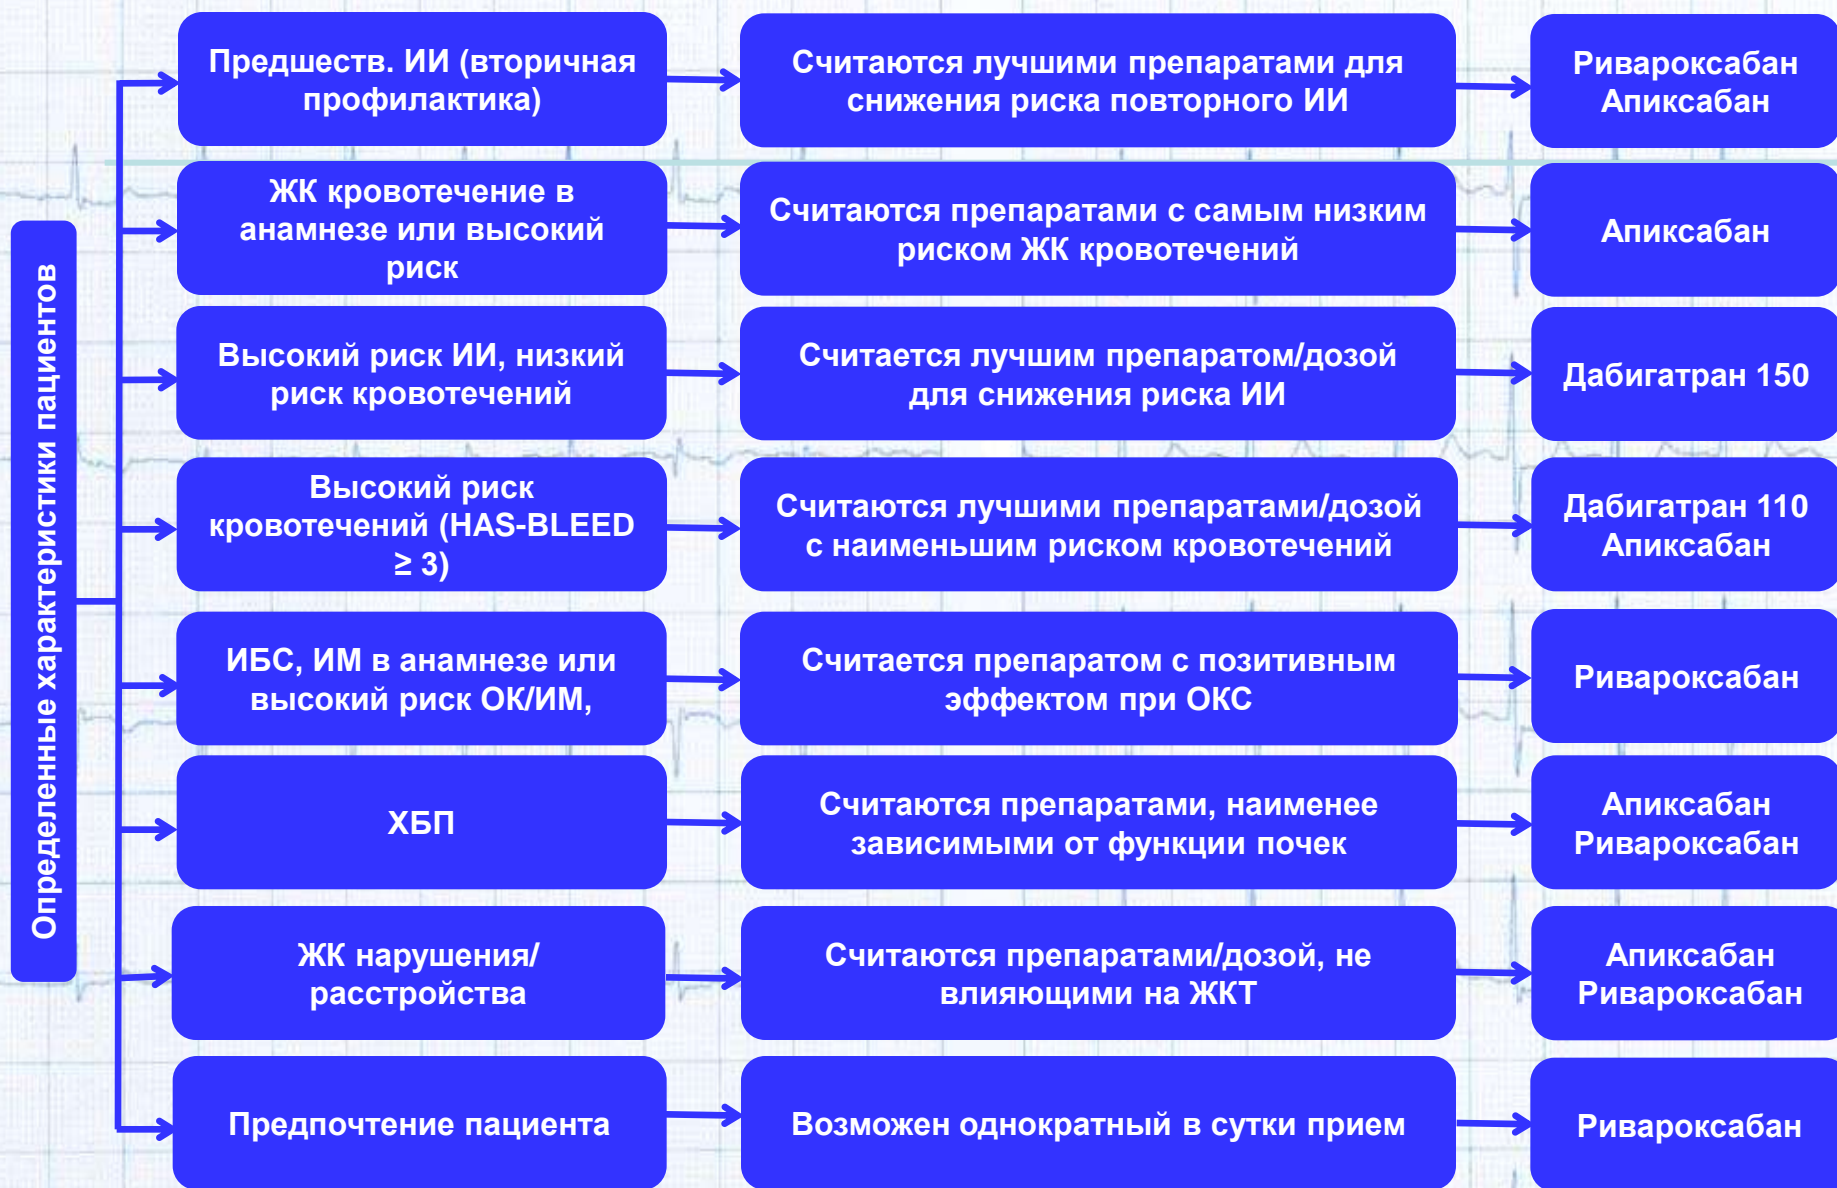 Определенные характеристики пациентов
Предшеств. ИИ (вторичная
профилактика)
Считаются лучшими препаратами для
снижения риска повторного ИИ
Ривароксабан
Апиксабан
ЖК кровотечение в
анамнезе или высокий
риск
Считаются препаратами с самым низким
риском ЖК кровотечений
Апиксабан
Высокий риск ИИ, низкий
риск кровотечений
Считается лучшим препаратом/дозой
для снижения риска ИИ
Дабигатран 150
Высокий риск
кровотечений (HAS-BLEED
≥ 3)
Считаются лучшими препаратами/дозой
с наименьшим риском кровотечений
Дабигатран 110
Апиксабан
ИБС, ИМ в анамнезе или
высокий риск ОК/ИМ,
Считается препаратом с позитивным
эффектом при ОКС
Ривароксабан
ХБП
Считаются препаратами, наименее
зависимыми от функции почек
Апиксабан
Ривароксабан
ЖК нарушения/
расстройства
Считаются препаратами/дозой, не
влияющими на ЖКТ
Апиксабан
Ривароксабан
Предпочтение пациента
Возможен однократный в сутки прием
Ривароксабан